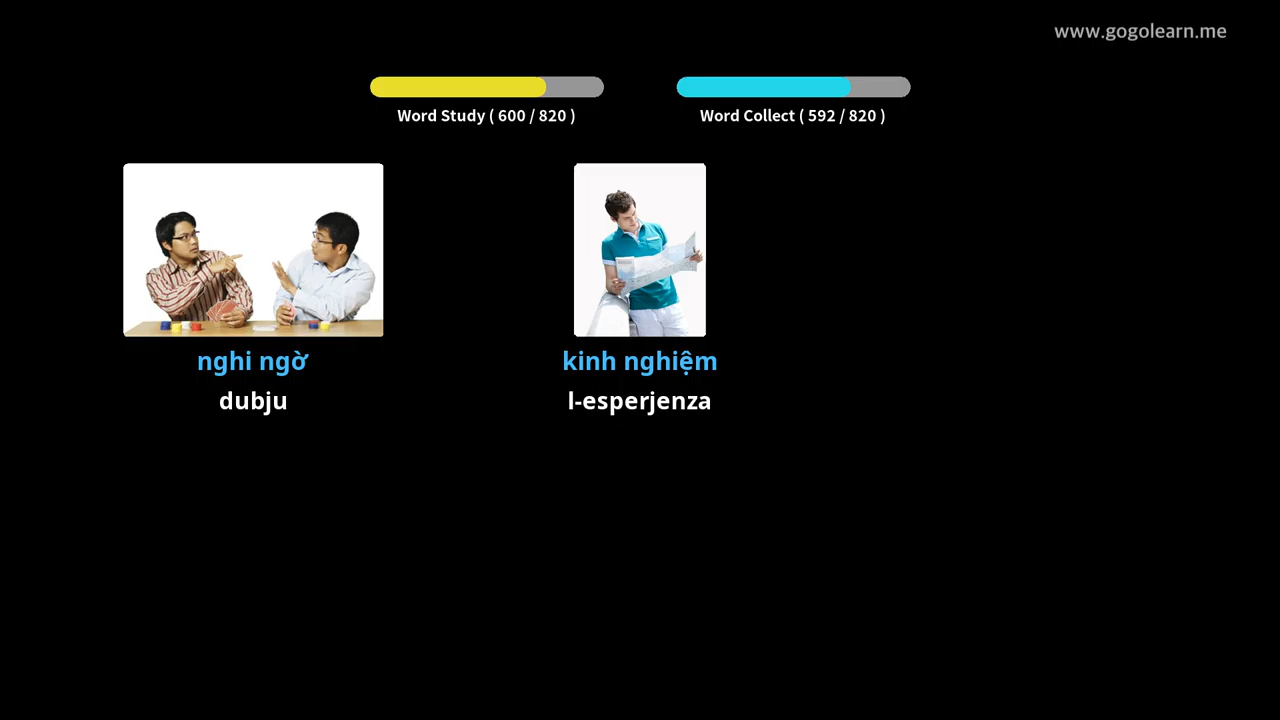 www.gogolearn.me
Word Study ( 600 / 820 )
Word Collect ( 592 / 820 )
nghi ngờ
dubju
kinh nghiệm
l-esperjenza